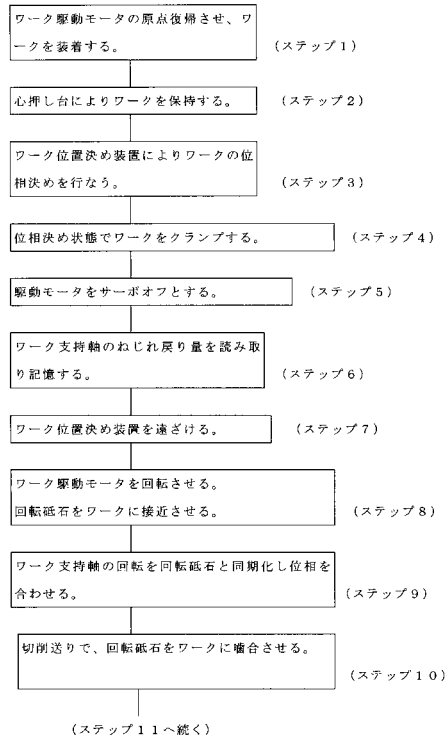 ワーク駆動モータの原点復帰させ、ワ
ークを装着する。
(ステップ1)
心押し台によりワークを保持する。
(ステップ2)
ワーク位置決め装置によりワークの位
相決めを行なう。
(ステップ3)
位相決め状態でワークをクランプする。
(ステップ4)
駆動モータをサーボオフとする。
(ステップ5)
ワーク支持軸のねじれ戻り量を読み取
り記憶する。
(ステップ6)
ワーク位置決め装置を遠ざける。
(ステップ7)
ワーク駆動モータを回転させる。
回転砥石をワークに接近させる。
(ステップ8)
ワーク支持軸の回転を回転砥石と同期化し位相を
合わせる。
(ステップ9)
切削送りで、回転砥石をワークに噛合させる。
(ステップ10)
(ステップ11へ続く)